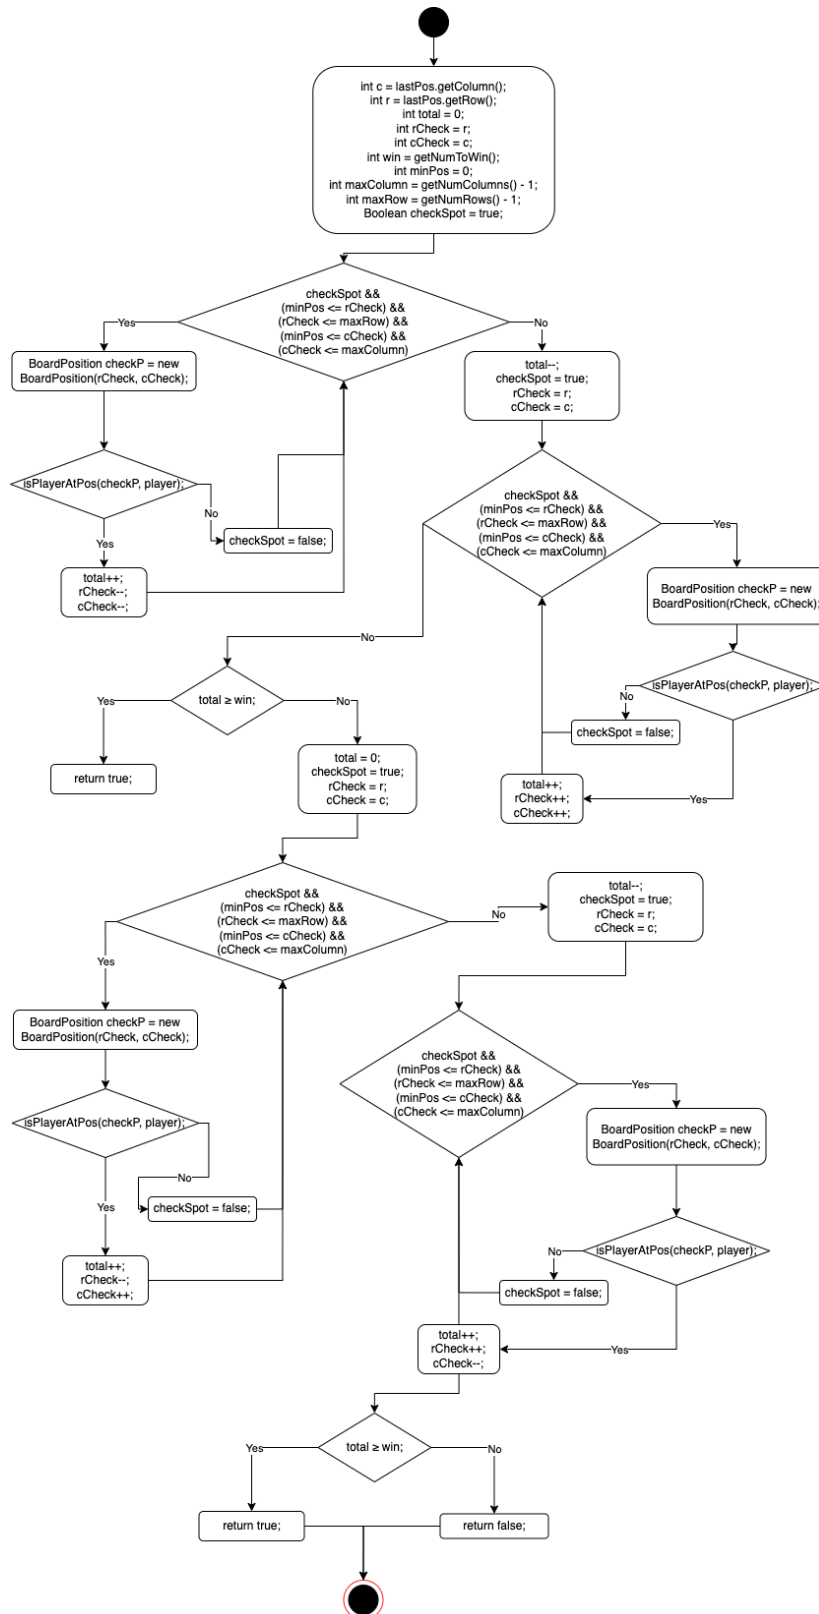 int c = lastPos.getColumn();
int r = lastPos.getRow();
int total = 0;
int rCheck = r;
int cCheck = c;
int win = getNumToWin();
int minPos = 0;
int maxColumn = getNumColumns() - 1;
int maxRow = getNumRows() - 1;
Boolean checkSpot = true;
checkSpot &&
(minPos <= rCheck) &&
(rCheck <= maxRow) &&
(minPos <= cCheck) &&
(cCheck <= maxColumn)
Yes
No
BoardPosition checkP = new
BoardPosition(rCheck, cCheck);
isPlayerAtPos(checkP, player);
No
checkSpot = false;
Yes
total++;
rCheck--;
cCheck--;
total--;
checkSpot = true;
rCheck = r;
cCheck = c;
checkSpot &&
(minPos <= rCheck) &&
(rCheck <= maxRow) &&
(minPos <= cCheck) &&
(cCheck <= maxColumn)
Yes
BoardPosition checkP = new
BoardPosition(rCheck, cCheck);
isPlayerAtPos(checkP, player);
No
checkSpot = false;
Yes
total++;
rCheck++;
cCheck++;
No
total ≥ win;
Yes
return true;
No
total = 0;
checkSpot = true;
rCheck = r;
cCheck = c;
checkSpot &&
(minPos <= rCheck) &&
(rCheck <= maxRow) &&
(minPos <= cCheck) &&
(cCheck <= maxColumn)
Yes
No
BoardPosition checkP = new
BoardPosition(rCheck, cCheck);
isPlayerAtPos(checkP, player);
No
checkSpot = false;
Yes
total++;
rCheck--;
cCheck++;
total--;
checkSpot = true;
rCheck = r;
cCheck = c;
checkSpot &&
(minPos <= rCheck) &&
(rCheck <= maxRow) &&
(minPos <= cCheck) &&
(cCheck <= maxColumn)
Yes
BoardPosition checkP = new
BoardPosition(rCheck, cCheck);
isPlayerAtPos(checkP, player);
No
checkSpot = false;
Yes
total++;
rCheck++;
cCheck--;
total ≥ win;
Yes
No
return true;
return false;